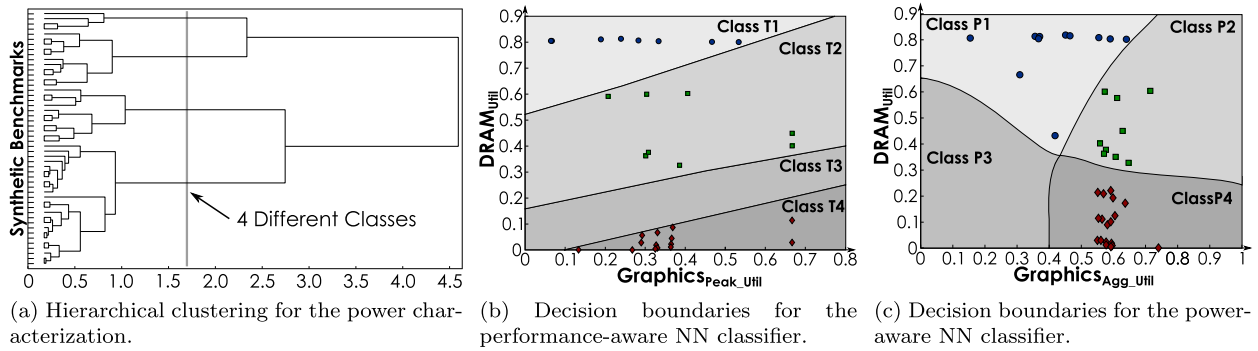 Synthetic Benchmarks
4 Different Classes
0 0.5 1.0 1.5 2.0 2.5 3.0 3.5 4.0 4.5
(a) Hierarchical clustering for the power char-
acterization.
0.9
0.8
0.7
0.6
0.5
0.4
0.3
0.2
0.1
0
DRAM_Util
Class T1
Class T2
Class T3
Class T4
0 0.1 0.2 0.3 0.4 0.5 0.6 0.7 0.8
Graphics_Peak_Util
(b) Decision boundaries for the
performance-aware NN classifier.
0.9
0.8
0.7
0.6
0.5
0.4
0.3
0.2
0.1
0
DRAM_Util
Class P1
Class P2
Class P3
ClassP4
0 0.1 0.2 0.3 0.4 0.5 0.6 0.7 0.8 0.9 1
Graphics_Agg_Util
(c) Decision boundaries for the power-
aware NN classifier.